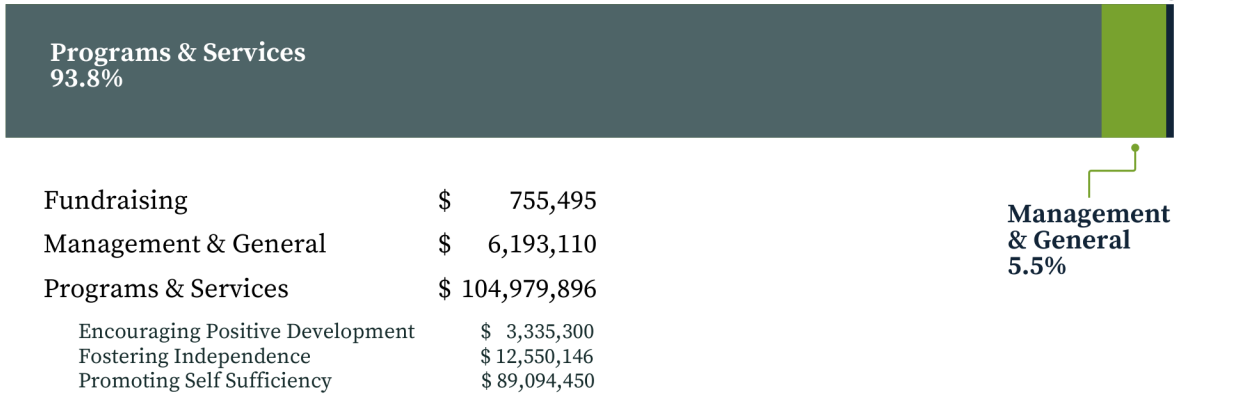 Programs & Services
93.8%
Fundraising $ 755,495
Management & General $ 6,193,110
Programs & Services $ 104,979,896
Encouraging Positive Development $ 3,335,300
Fostering Independence $ 12,550,146
Promoting Self Sufficiency $ 89,094,450
Management
& General
5.5%